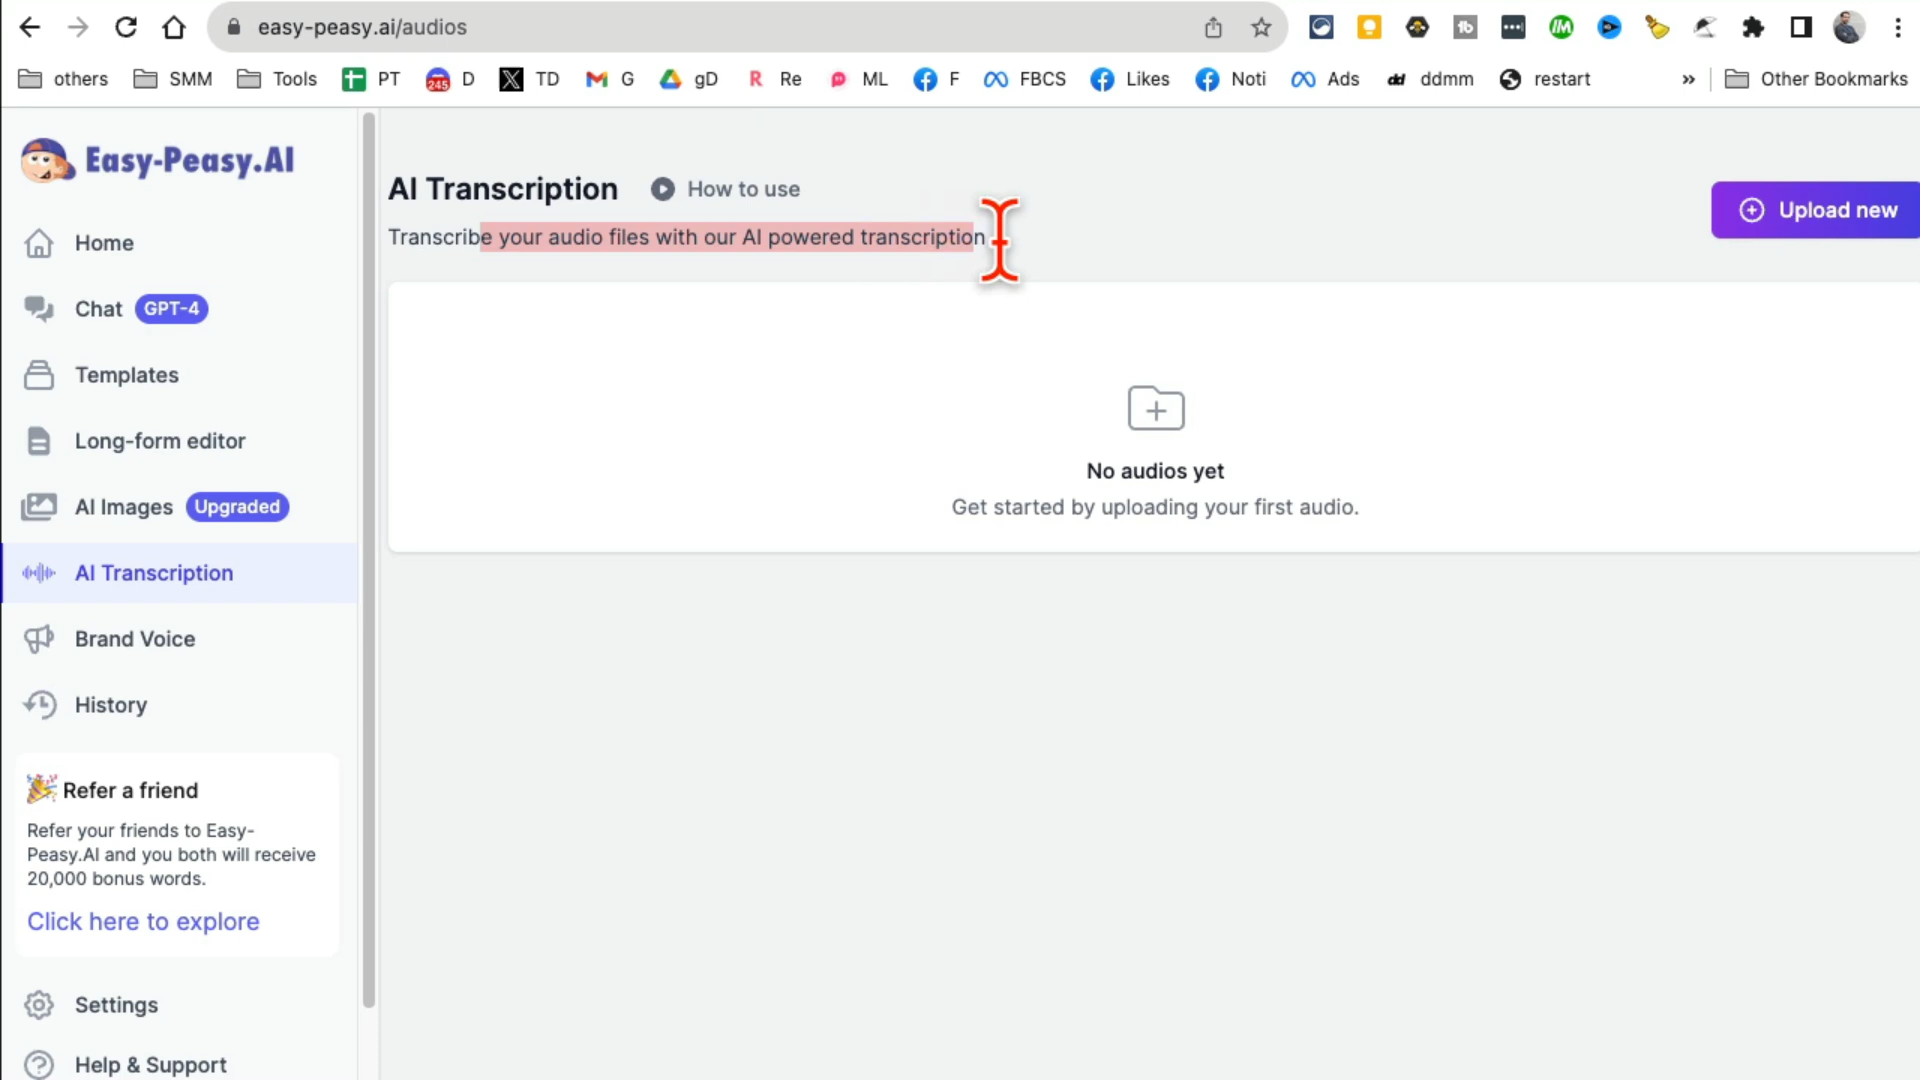 easy-peasy.ai/audios
others SMM Tools PT 245 D TD G gD R Re ML F FBCS Likes Noti Ads dd ddmm restart » Other Bookmarks
Easy-Peasy.AI
Home
Chat GPT-4
Templates
Long-form editor
AI Images Upgraded
AI Transcription
Brand Voice
History
Refer a friend
Refer your friends to Easy-
Peasy.AI and you both will receive
20,000 bonus words.
Click here to explore
Settings
Help & Support
AI Transcription How to use
Transcribe your audio files with our AI powered transcription
Upload new
No audios yet
Get started by uploading your first audio.